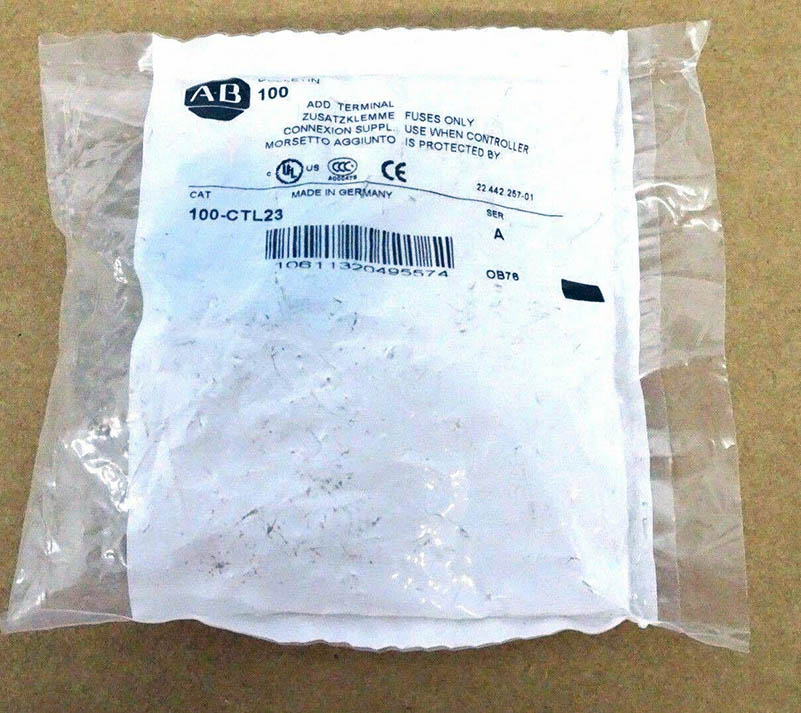 A-B
BULLETIN
100
ADD TERMINAL
ZUSATZKLEMME
CONNEXION SUPPL.
MORSETTO AGGIUNTO
FUSES ONLY
USE WHEN CONTROLLER
IS PROTECTED BY
C UL US CCC CE
CAT
MADE IN GERMANY
22.442.257-01
100-CTL23
SER
A
10611320495574
OB76